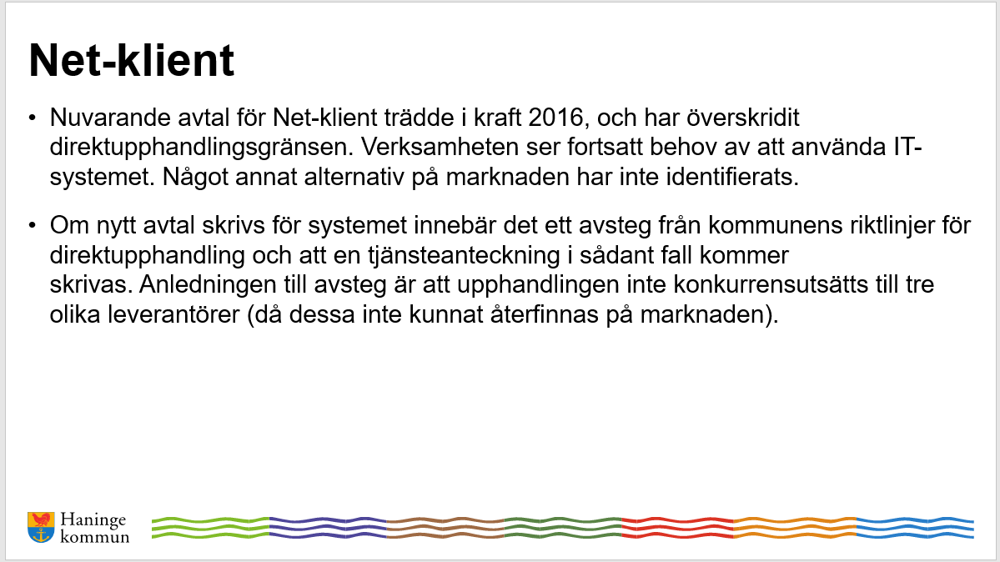 Net-klient
• Nuvarande avtal för Net-klient trädde i kraft 2016, och har överskridit
direktupphandlingsgränsen. Verksamheten ser fortsatt behov av att använda IT-
systemet. Något annat alternativ på marknaden har inte identifierats.
• Om nytt avtal skrivs för systemet innebär det ett avsteg från kommunens riktlinjer för
direktupphandling och att en tjänsteanteckning i sådant fall kommer
skrivas. Anledningen till avsteg är att upphandlingen inte konkurrensutsätts till tre
olika leverantörer (då dessa inte kunnat återfinnas på marknaden).
Haninge
kommun